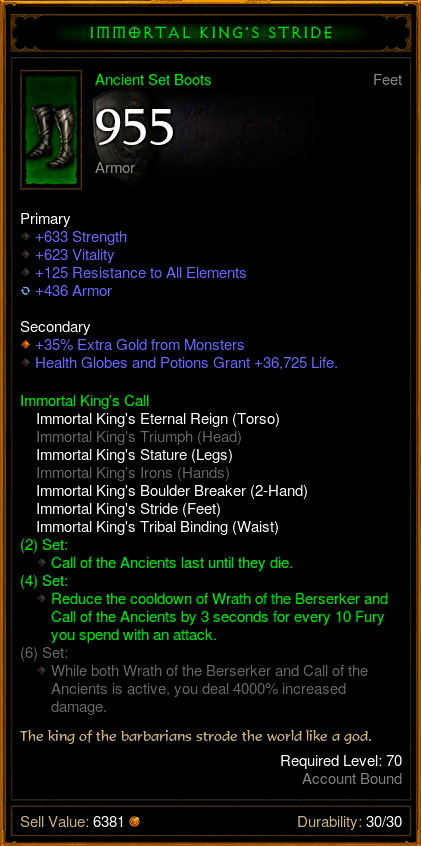 IMMORTAL KING'S STRIDE
Ancient Set Boots
Feet
955
Armor
Primary
+633 Strength
+623 Vitality
+125 Resistance to All Elements
+436 Armor
Secondary
+35% Extra Gold from Monsters
Health Globes and Potions Grant +36,725 Life.
Immortal King's Call
Immortal King's Eternal Reign (Torso)
Immortal King's Triumph (Head)
Immortal King's Stature (Legs)
Immortal King's Irons (Hands)
Immortal King's Boulder Breaker (2-Hand)
Immortal King's Stride (Feet)
Immortal King's Tribal Binding (Waist)
(2) Set:
Call of the Ancients last until they die.
(4) Set:
Reduce the cooldown of Wrath of the Berserker and
Call of the Ancients by 3 seconds for every 10 Fury
you spend with an attack.
(6) Set:
While both Wrath of the Berserker and Call of the
Ancients is active, you deal 4000% increased
damage.
The king of the barbarians strode the world like a god.
Required Level: 70
Account Bound
Sell Value: 6381
Durability: 30/30